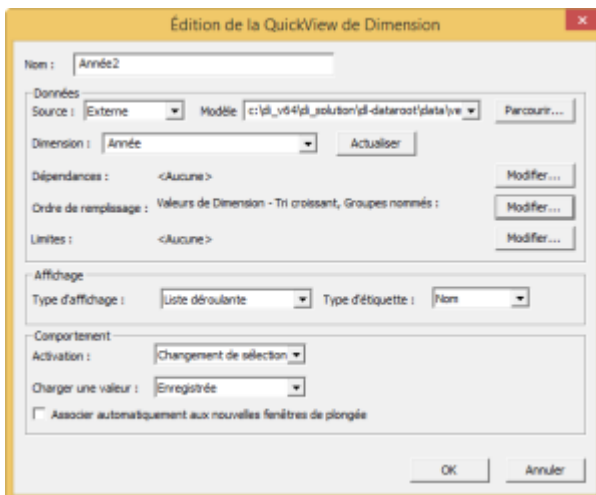 Édition de la QuickView de Dimension
Nom : Année2
Données
Source : Externe Modèle c:\di_v64\di_solution\dl-dataroot\data\ve Parcourir...
Dimension : Année Actualiser
Dépendances : <Aucune> Modifier...
Ordre de remplissage : Valeurs de Dimension - Tri croissant, Groupes nommés : Modifier...
Limites : <Aucune> Modifier...
Affichage
Type d'affichage : Liste déroulante Type d'étiquette : Nom
Comportement
Activation : Changement de sélection
Charger une valeur : Enregistrée
Associer automatiquement aux nouvelles fenêtres de plongée
OK Annuler